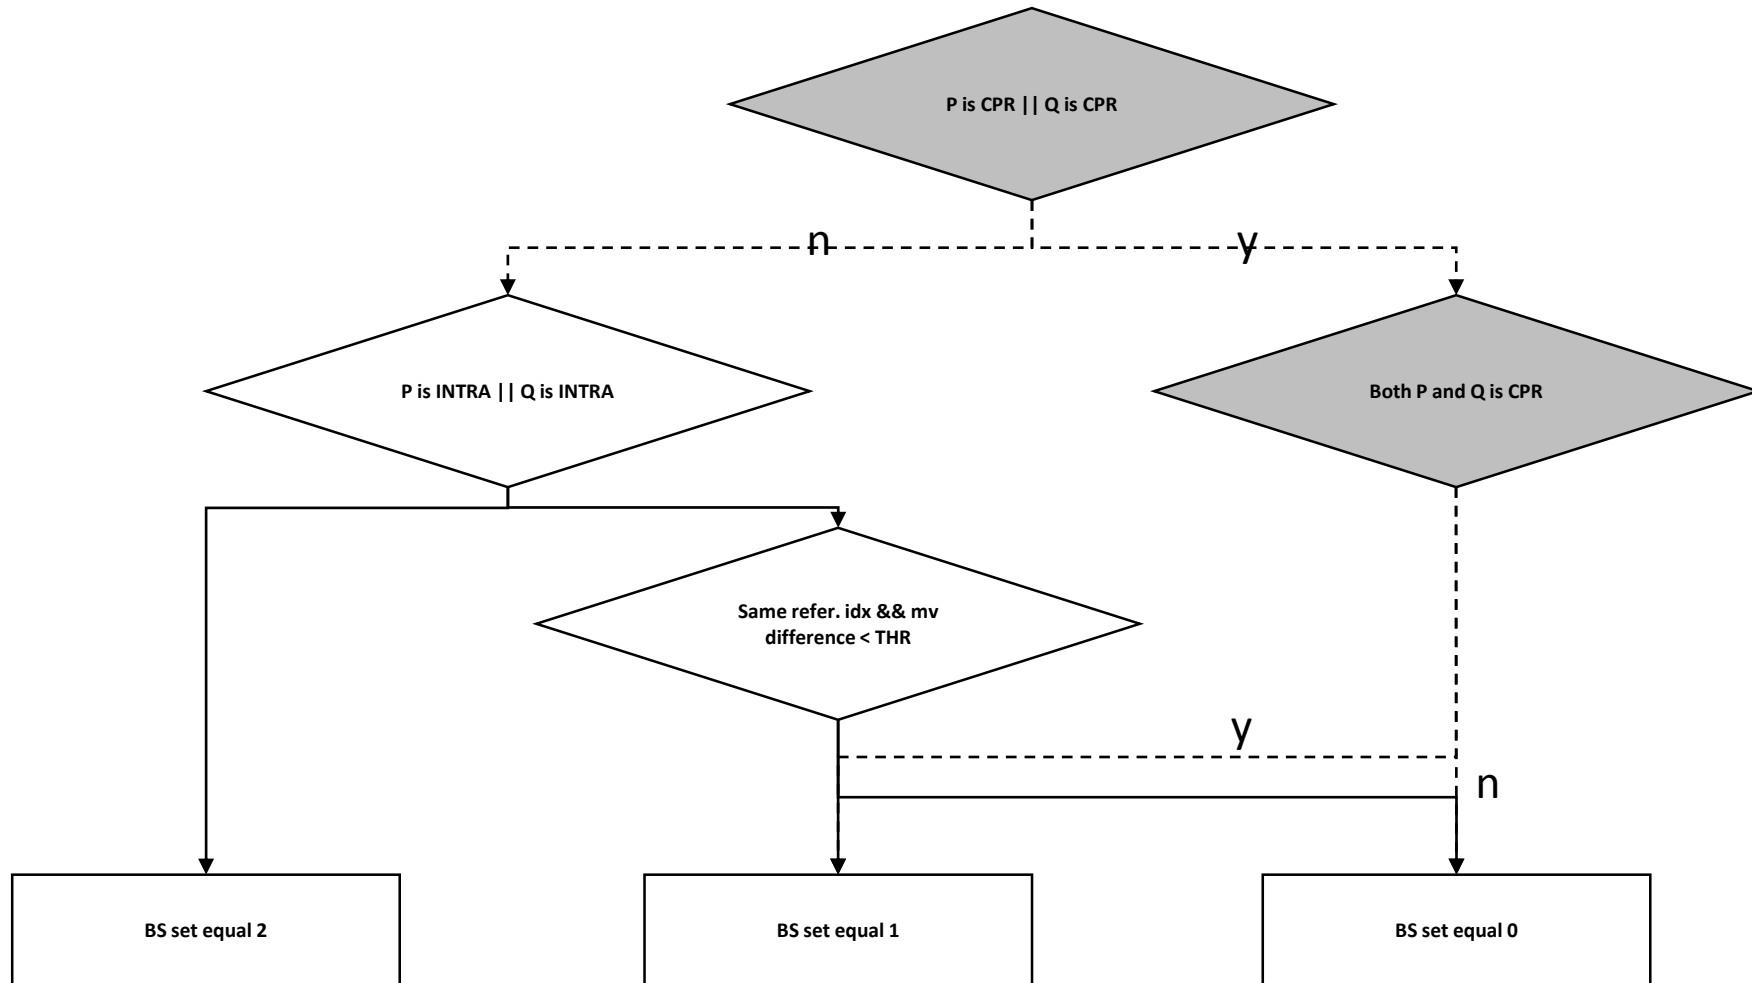 P is CPR || Q is CPR
n
y
P is INTRA || Q is INTRA
Both P and Q is CPR
Same refer. idx && mv
difference < THR
y
n
BS set equal 2
BS set equal 1
BS set equal 0